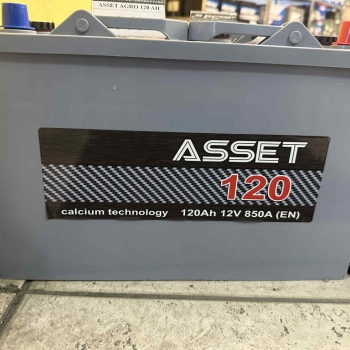 ASSET AGRO 120 AH
ASSET
120
calcium technology 120Ah 12V 850A (EN)